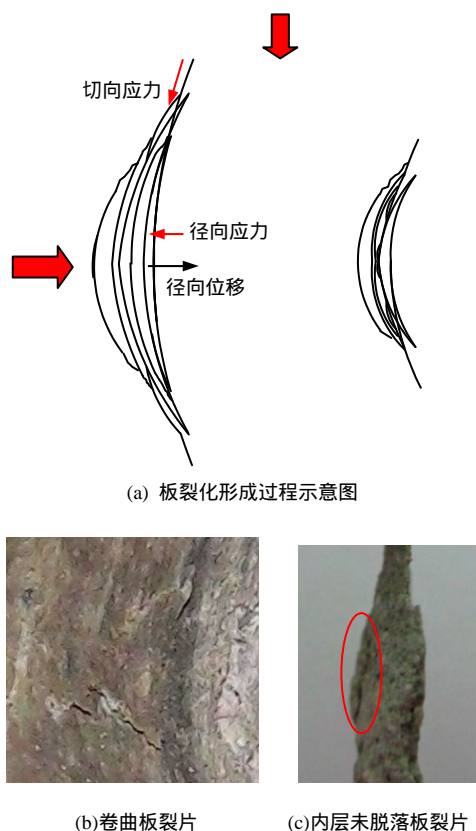 切向应力
径向应力
径向位移
(a) 板裂化形成过程示意图
(b)卷曲板裂片
(c)内层未脱落板裂片